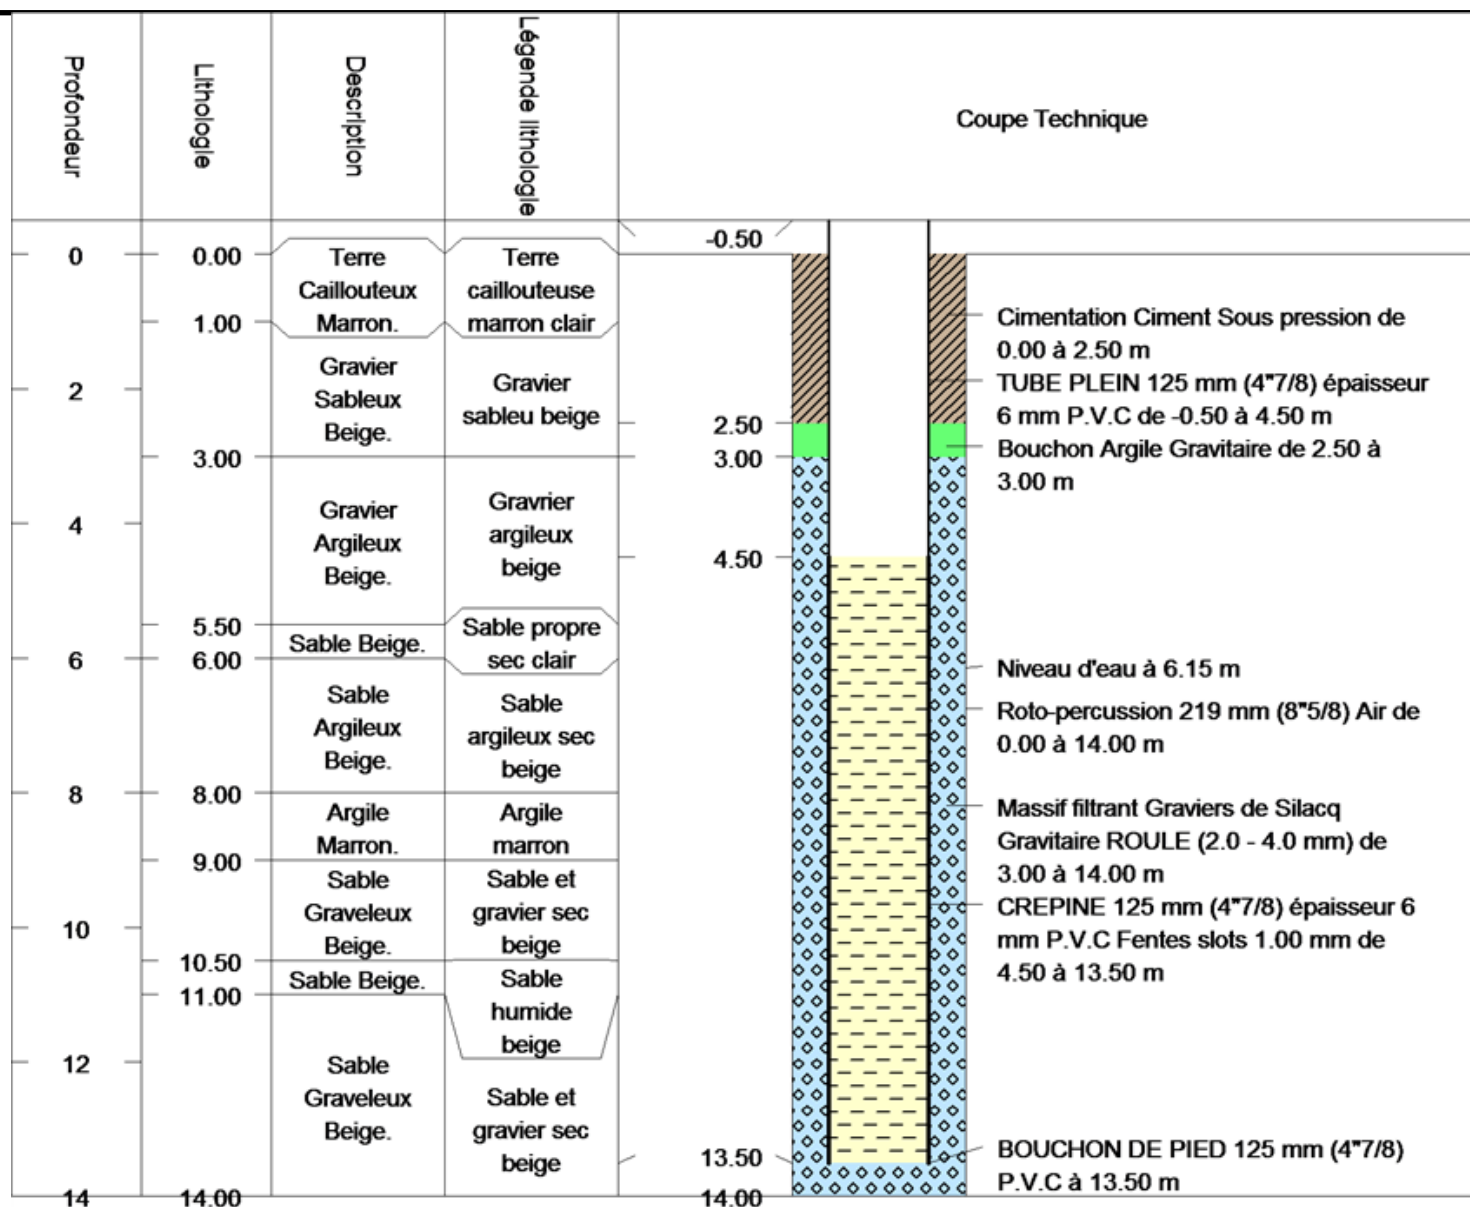 Profondeur
Lithologie
Description
Légende lithologie
Coupe Technique
0
2
4
6
8
10
12
14
0.00
1.00
3.00
5.50
6.00
8.00
9.00
10.50
11.00
14.00
Terre
Caillouteux
Marron.
Gravier
Sableux
Beige.
Gravier
Argileux
Beige.
Sable Beige.
Sable
Argileux
Beige.
Argile
Marron.
Sable
Graveleux
Beige.
Sable Beige.
Sable
Graveleux
Beige.
Terre
caillouteuse
marron clair
Gravier
sableu beige
Gravrier
argileux
beige
Sable propre
sec clair
Sable
argileux sec
beige
Argile
marron
Sable et
gravier sec
beige
Sable
humide
beige
Sable et
gravier sec
beige
-0.50
2.50
3.00
4.50
13.50
14.00
Cimentation Ciment Sous pression de
0.00 à 2.50 m
TUBE PLEIN 125 mm (4"7/8) épaisseur
6 mm P.V.C de -0.50 à 4.50 m
Bouchon Argile Gravitaire de 2.50 à
3.00 m
Niveau d'eau à 6.15 m
Roto-percussion 219 mm (8"5/8) Air de
0.00 à 14.00 m
Massif filtrant Graviers de Silacq
Gravitaire ROULE (2.0 - 4.0 mm) de
3.00 à 14.00 m
CREPINE 125 mm (4"7/8) épaisseur 6
mm P.V.C Fentes slots 1.00 mm de
4.50 à 13.50 m
BOUCHON DE PIED 125 mm (4"7/8)
P.V.C à 13.50 m